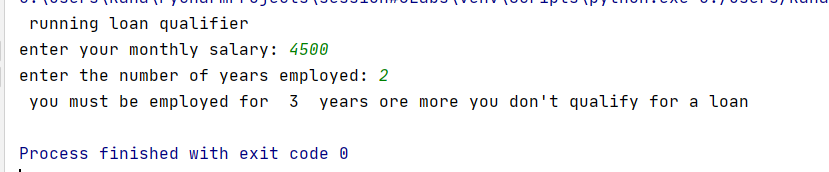 running loan qualifier
enter your monthly salary: 4500
enter the number of years employed: 2
you must be employed for  3  years ore more you don't qualify for a loan
Process finished with exit code 0